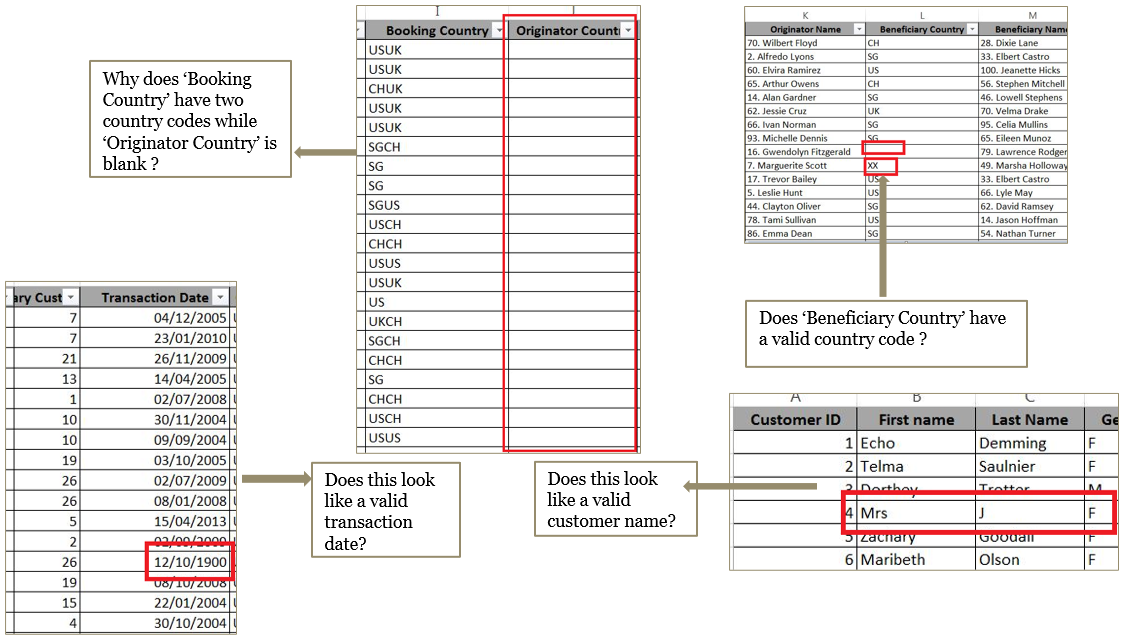 I
Booking Country
Originator Count
USUK
USUK
CHUK
USUK
USUK
SGCH
SG
SG
SGUS
USCH
CHCH
USUS
USUK
US
UKCH
SGCH
CHCH
SG
CHCH
USCH
USUS
Why does ‘Booking
Country’ have two
country codes while
‘Originator Country’ is
blank ?
K L M
Originator Name Beneficiary Country Beneficiary Name
70. Wilbert Floyd CH 28. Dixie Lane
2. Alfredo Lyons SG 33. Elbert Castro
60. Elvira Ramirez US 100. Jeanette Hicks
65. Arthur Owens CH 56. Stephen Mitchell
14. Alan Gardner SG 46. Lowell Stephens
62. Jessie Cruz UK 70. Velma Drake
66. Ivan Norman SG 95. Celia Mullins
93. Michelle Dennis SG 65. Eileen Munoz
16. Gwendolyn Fitzgerald 79. Lawrence Rodger
7. Marguerite Scott XX 49. Marsha Holloway
17. Trevor Bailey US 33. Elbert Castro
5. Leslie Hunt US 66. Lyle May
44. Clayton Oliver SG 62. David Ramsey
78. Tami Sullivan US 14. Jason Hoffman
86. Emma Dean SG 54. Nathan Turner
Does ‘Beneficiary Country’ have
a valid country code ?
ary Cust Transaction Date
7 04/12/2005
7 23/01/2010
21 26/11/2009
13 14/04/2005
1 02/07/2008
10 30/11/2004
10 09/09/2004
19 03/10/2005
26 02/07/2009
26 08/01/2008
5 15/04/2013
2 02/09/2009
26 12/10/1900
19 08/10/2008
15 22/01/2004
4 30/10/2004
Does this look
like a valid
transaction
date?
Does this look
like a valid
customer name?
A B C
Customer ID First name Last Name Ge
1 Echo Demming F
2 Telma Saulnier F
3 Dorthey Trotter M
4 Mrs J F
5 Zachary Goodall F
6 Maribeth Olson F